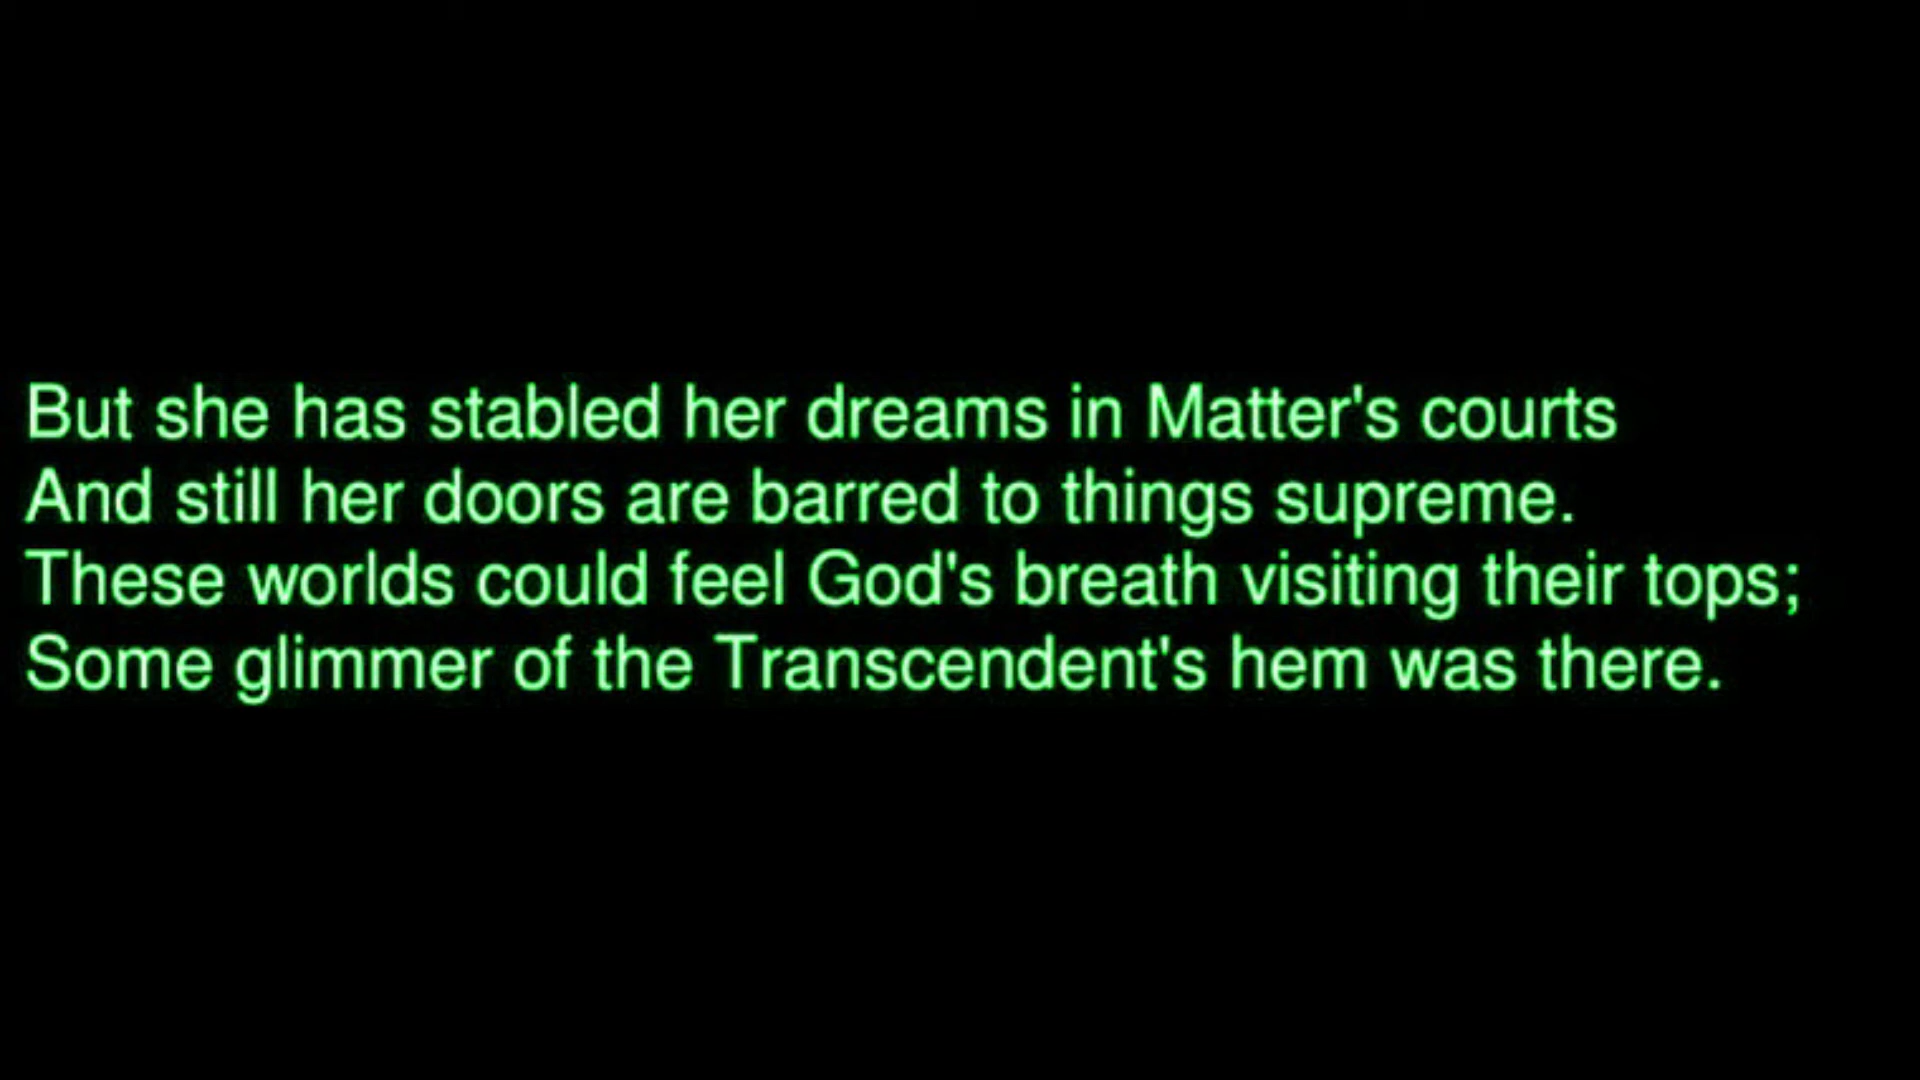 But she has stabled her dreams in Matter's courts
And still her doors are barred to things supreme.
These worlds could feel God's breath visiting their tops;
Some glimmer of the Transcendent's hem was there.